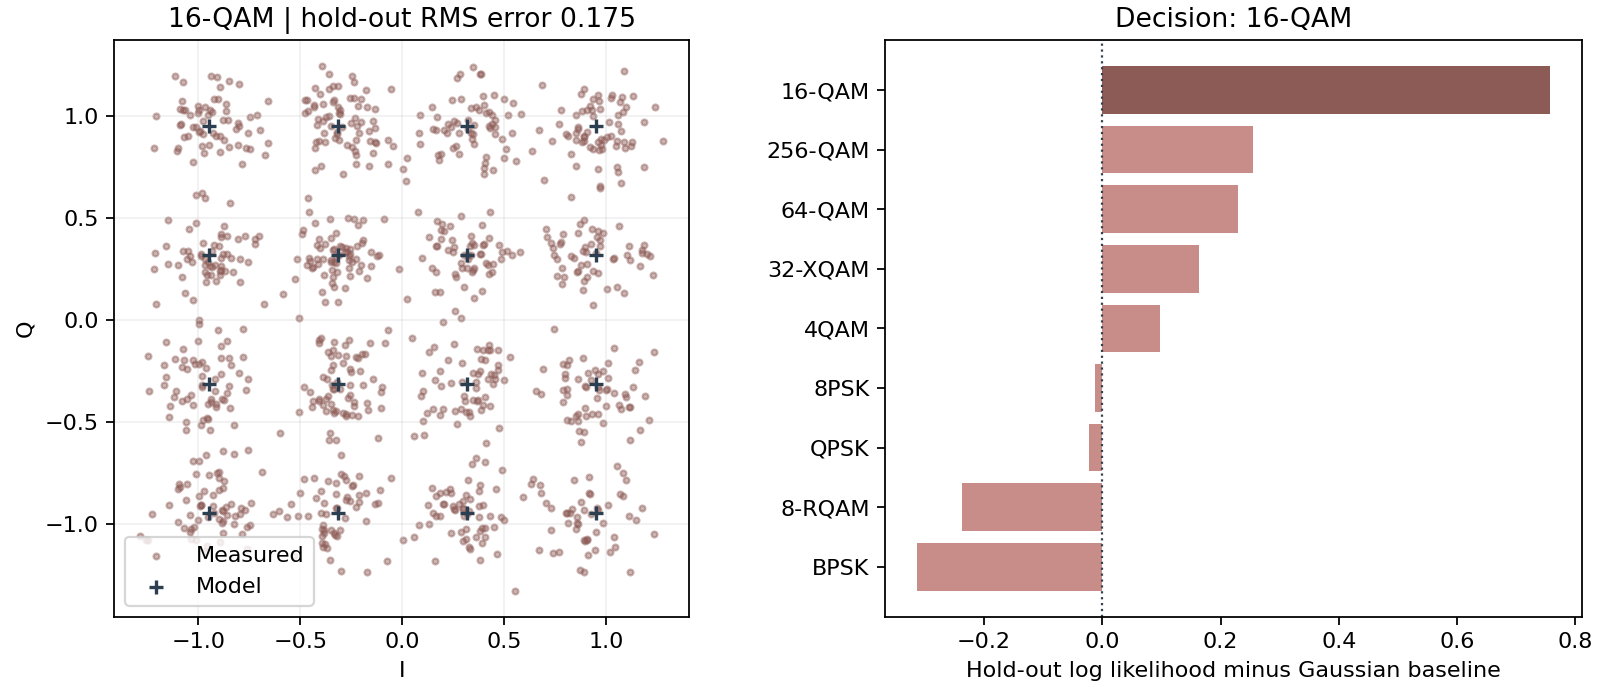 16-QAM | hold-out RMS error 0.175
Q
1.0
0.5
0.0
−0.5
−1.0
Measured
Model
−1.0
−0.5
0.0
0.5
1.0
I
Decision: 16-QAM
16-QAM
256-QAM
64-QAM
32-XQAM
4QAM
8PSK
QPSK
8-RQAM
BPSK
−0.2
0.0
0.2
0.4
0.6
0.8
Hold-out log likelihood minus Gaussian baseline